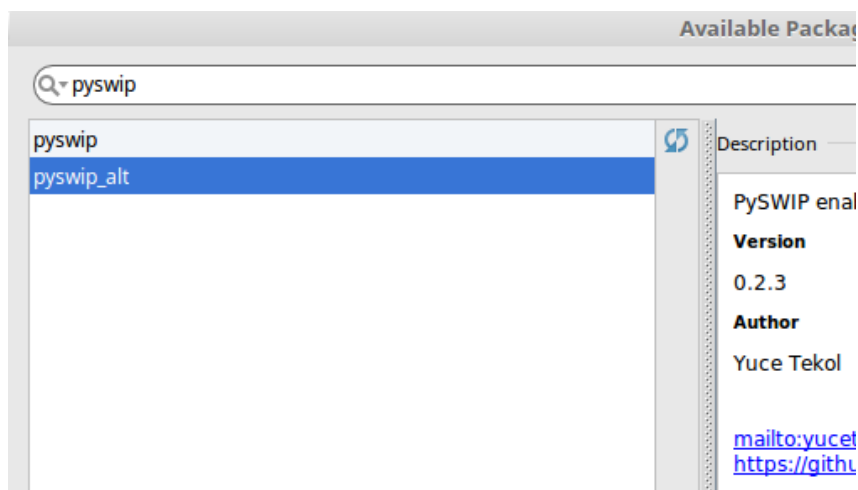 Available Packag
pyswip
pyswip
pyswip_alt
Description
PySWIP enal
Version
0.2.3
Author
Yuce Tekol
mailto:yucet
https://githu